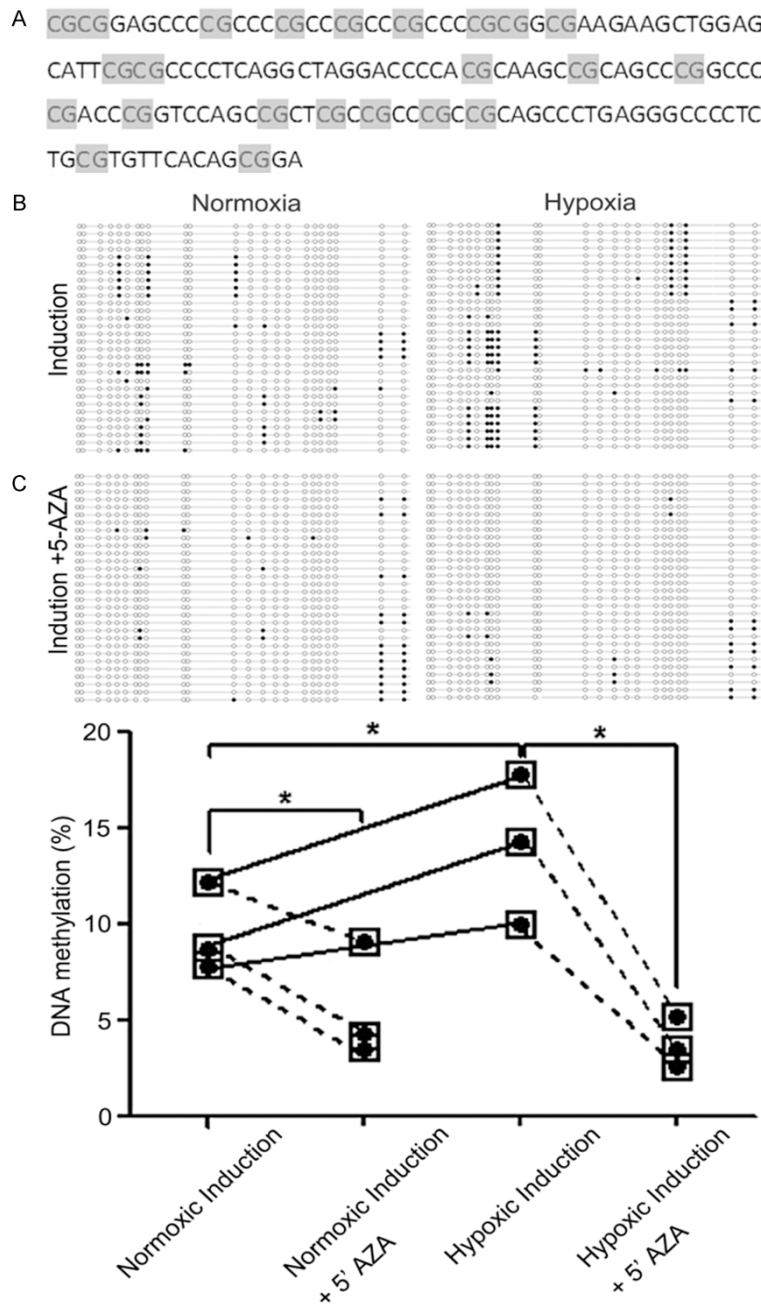 A
CGCGGAGCCCCGCCCCGCCCGCCCGCCCCGCGCGGCGAAGAAGCTGGAG
CATTCGCGCCCCTCAGGCTAGGACCCCACGCAAGCCGCAGCCCGGCCC
CGACCCGGTCCAGCCGCTCGCCGCCCGCCGCAGCCCTGAGGGCCCCTC
TGCGTGTTCACAGCGGA
B
Normoxia
Hypoxia
Induction
C
Indution +5-AZA
20
15
10
5
0
DNA methylation (%)
*
*
*
Normoxic Induction
Normoxic Induction
+ 5' AZA
Hypoxic Induction
Hypoxic Induction
+ 5' AZA